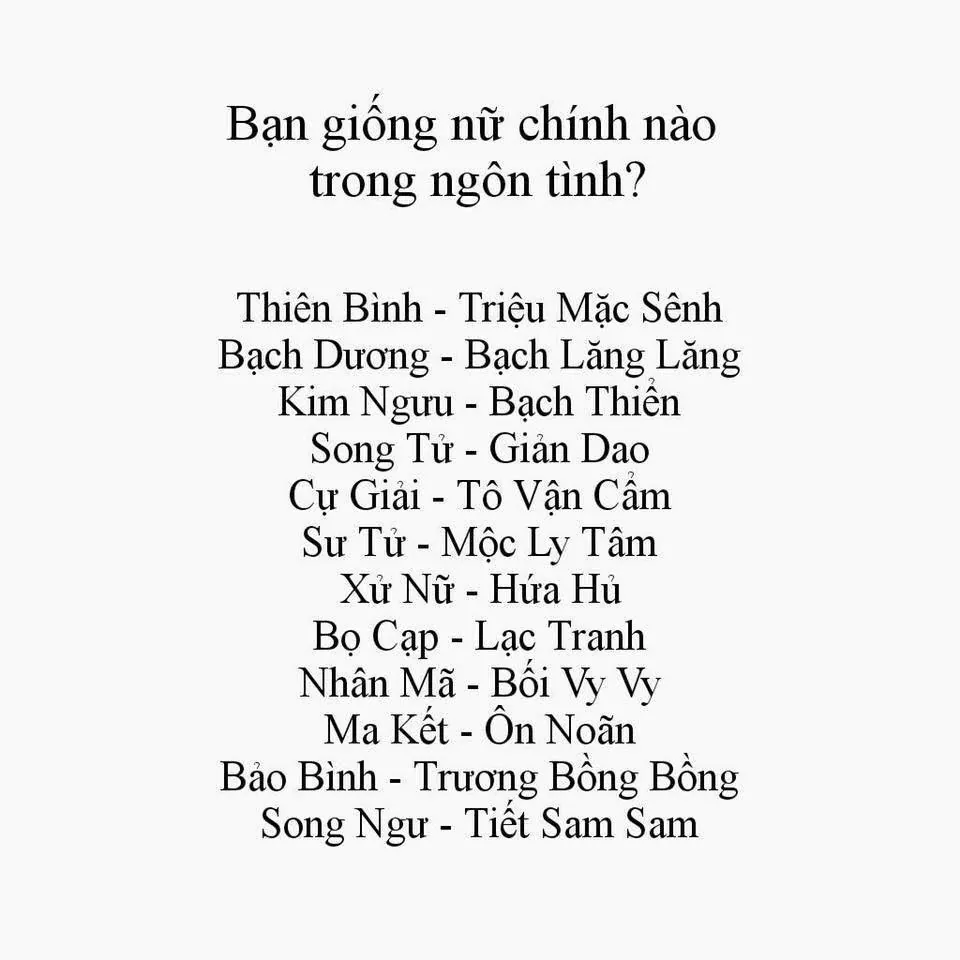 Bạn giống nữ chính nào
trong ngôn tình?
Thiên Bình - Triệu Mặc Sênh
Bạch Dương - Bạch Lăng Lăng
Kim Ngưu - Bạch Thiển
Song Tử - Giản Dao
Cự Giải - Tô Vận Cẩm
Sư Tử - Mộc Ly Tâm
Xử Nữ - Hứa Hủ
Bọ Cạp - Lạc Tranh
Nhân Mã - Bối Vy Vy
Ma Kết - Ôn Noãn
Bảo Bình - Trương Bồng Bồng
Song Ngư - Tiết Sam Sam